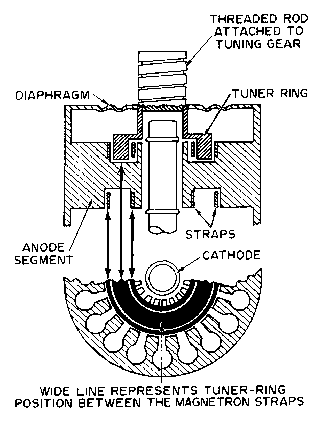 THREADED ROD
ATTACHED TO
TUNING GEAR
DIAPHRAGM
TUNER RING
ANODE
SEGMENT
STRAPS
CATHODE
WIDE LINE REPRESENTS TUNER-RING
POSITION BETWEEN THE MAGNETRON STRAPS